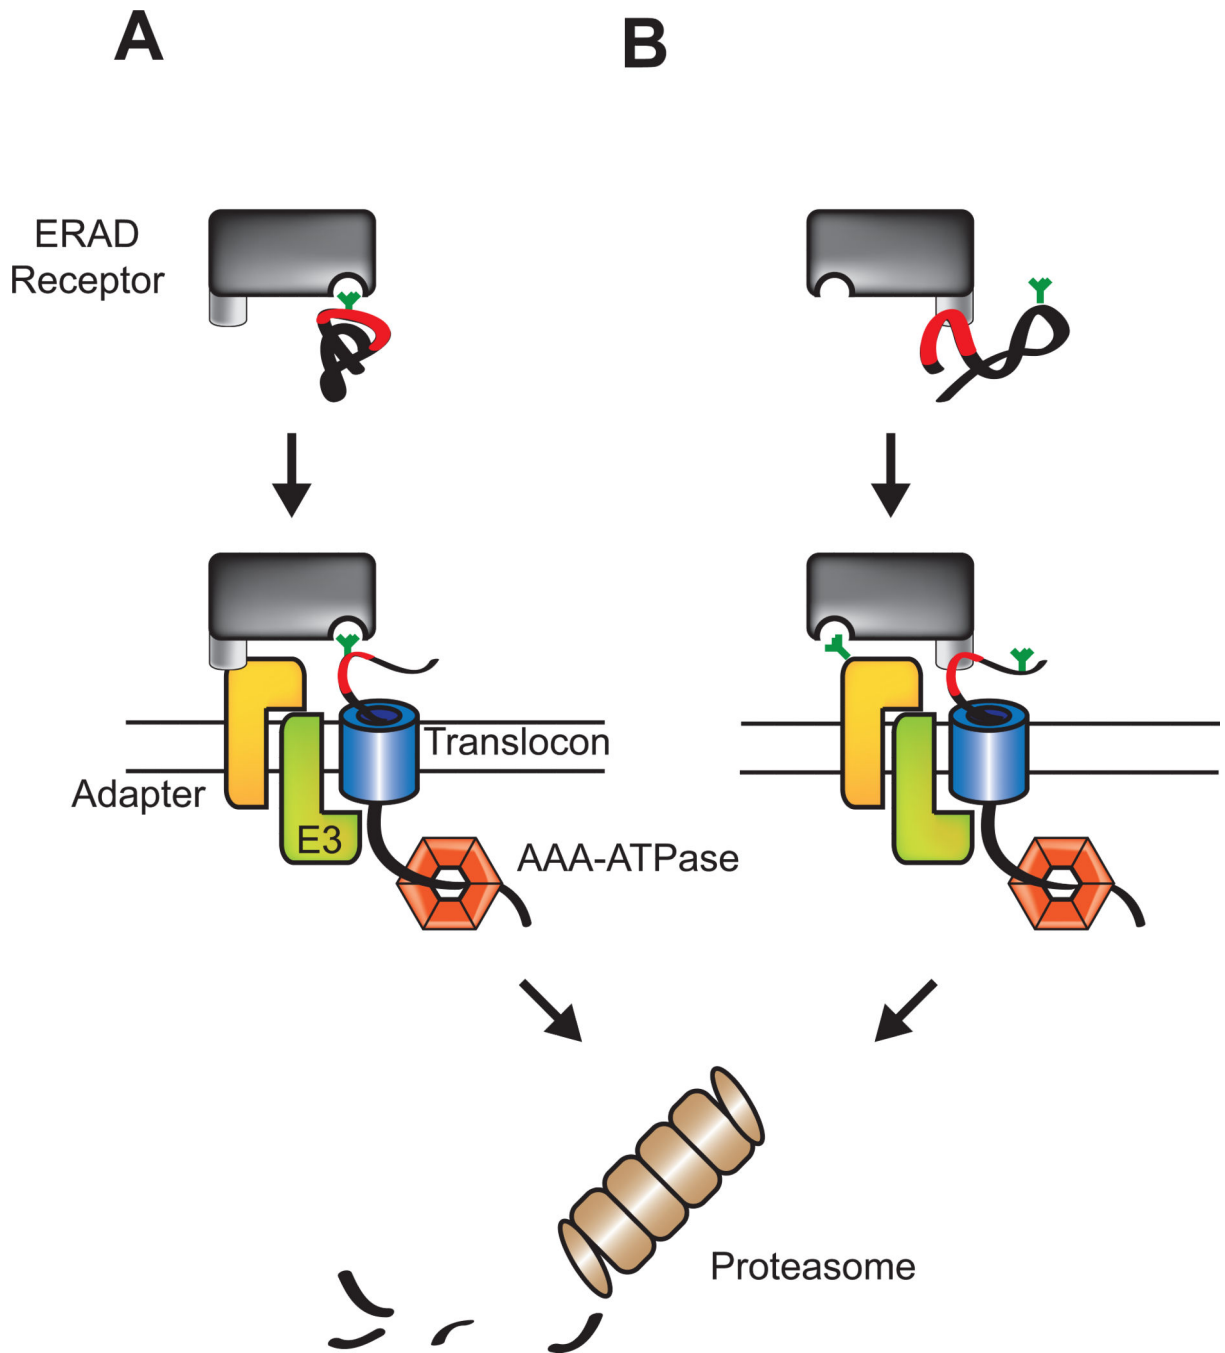 A
B
ERAD
Receptor
Translocon
Adapter
E3
AAA-ATPase
Proteasome